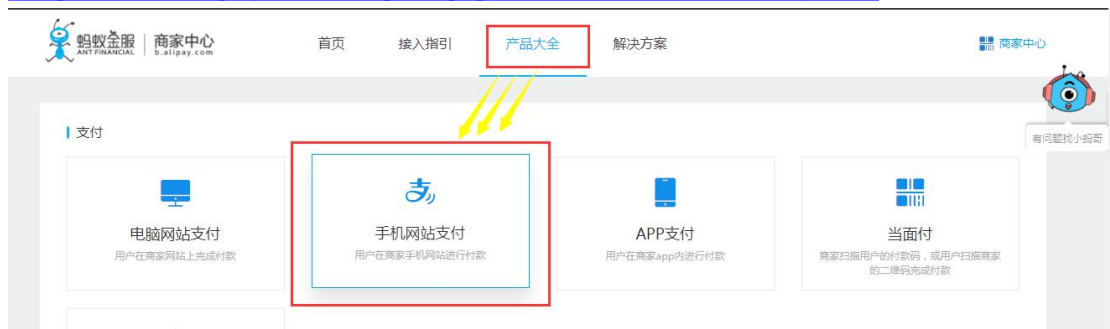 蚂蚁金服 商家中心
ANT FINANCIAL b.alipay.com
首页 接入指引 产品大全 解决方案 商家中心
有问题找小蚂哥
支付
电脑网站支付
用户在商家网站上完成付款
手机网站支付
用户在商家手机网站进行付款
APP支付
用户在商家app内进行付款
当面付
商家扫描用户的付款码，或用户扫描商家
的二维码完成付款